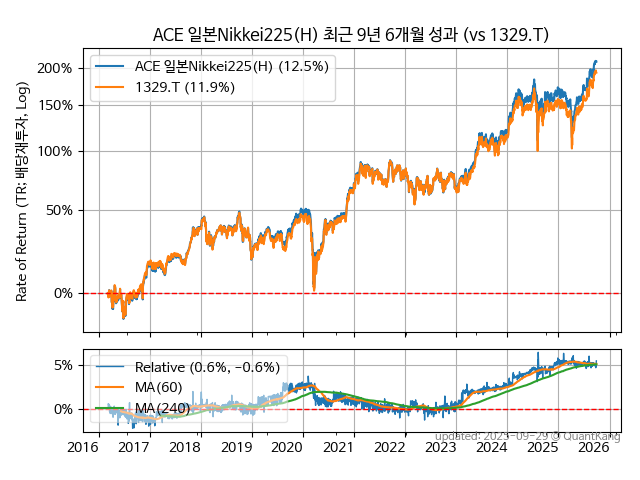 ACE 일본Nikkei225(H) 최근 9년 6개월 성과 (vs 1329.T)
ACE 일본Nikkei225(H) (12.5%)
1329.T (11.9%)
Rate of Return (TR: 배당재투자, Log)
200%
150%
100%
50%
0%
Relative (0.6%, -0.6%)
MA(60)
MA(240)
5%
0%
2016 2017 2018 2019 2020 2021 2022 2023 2024 2025 2026
updated: 2025-09-29 © QuantKang